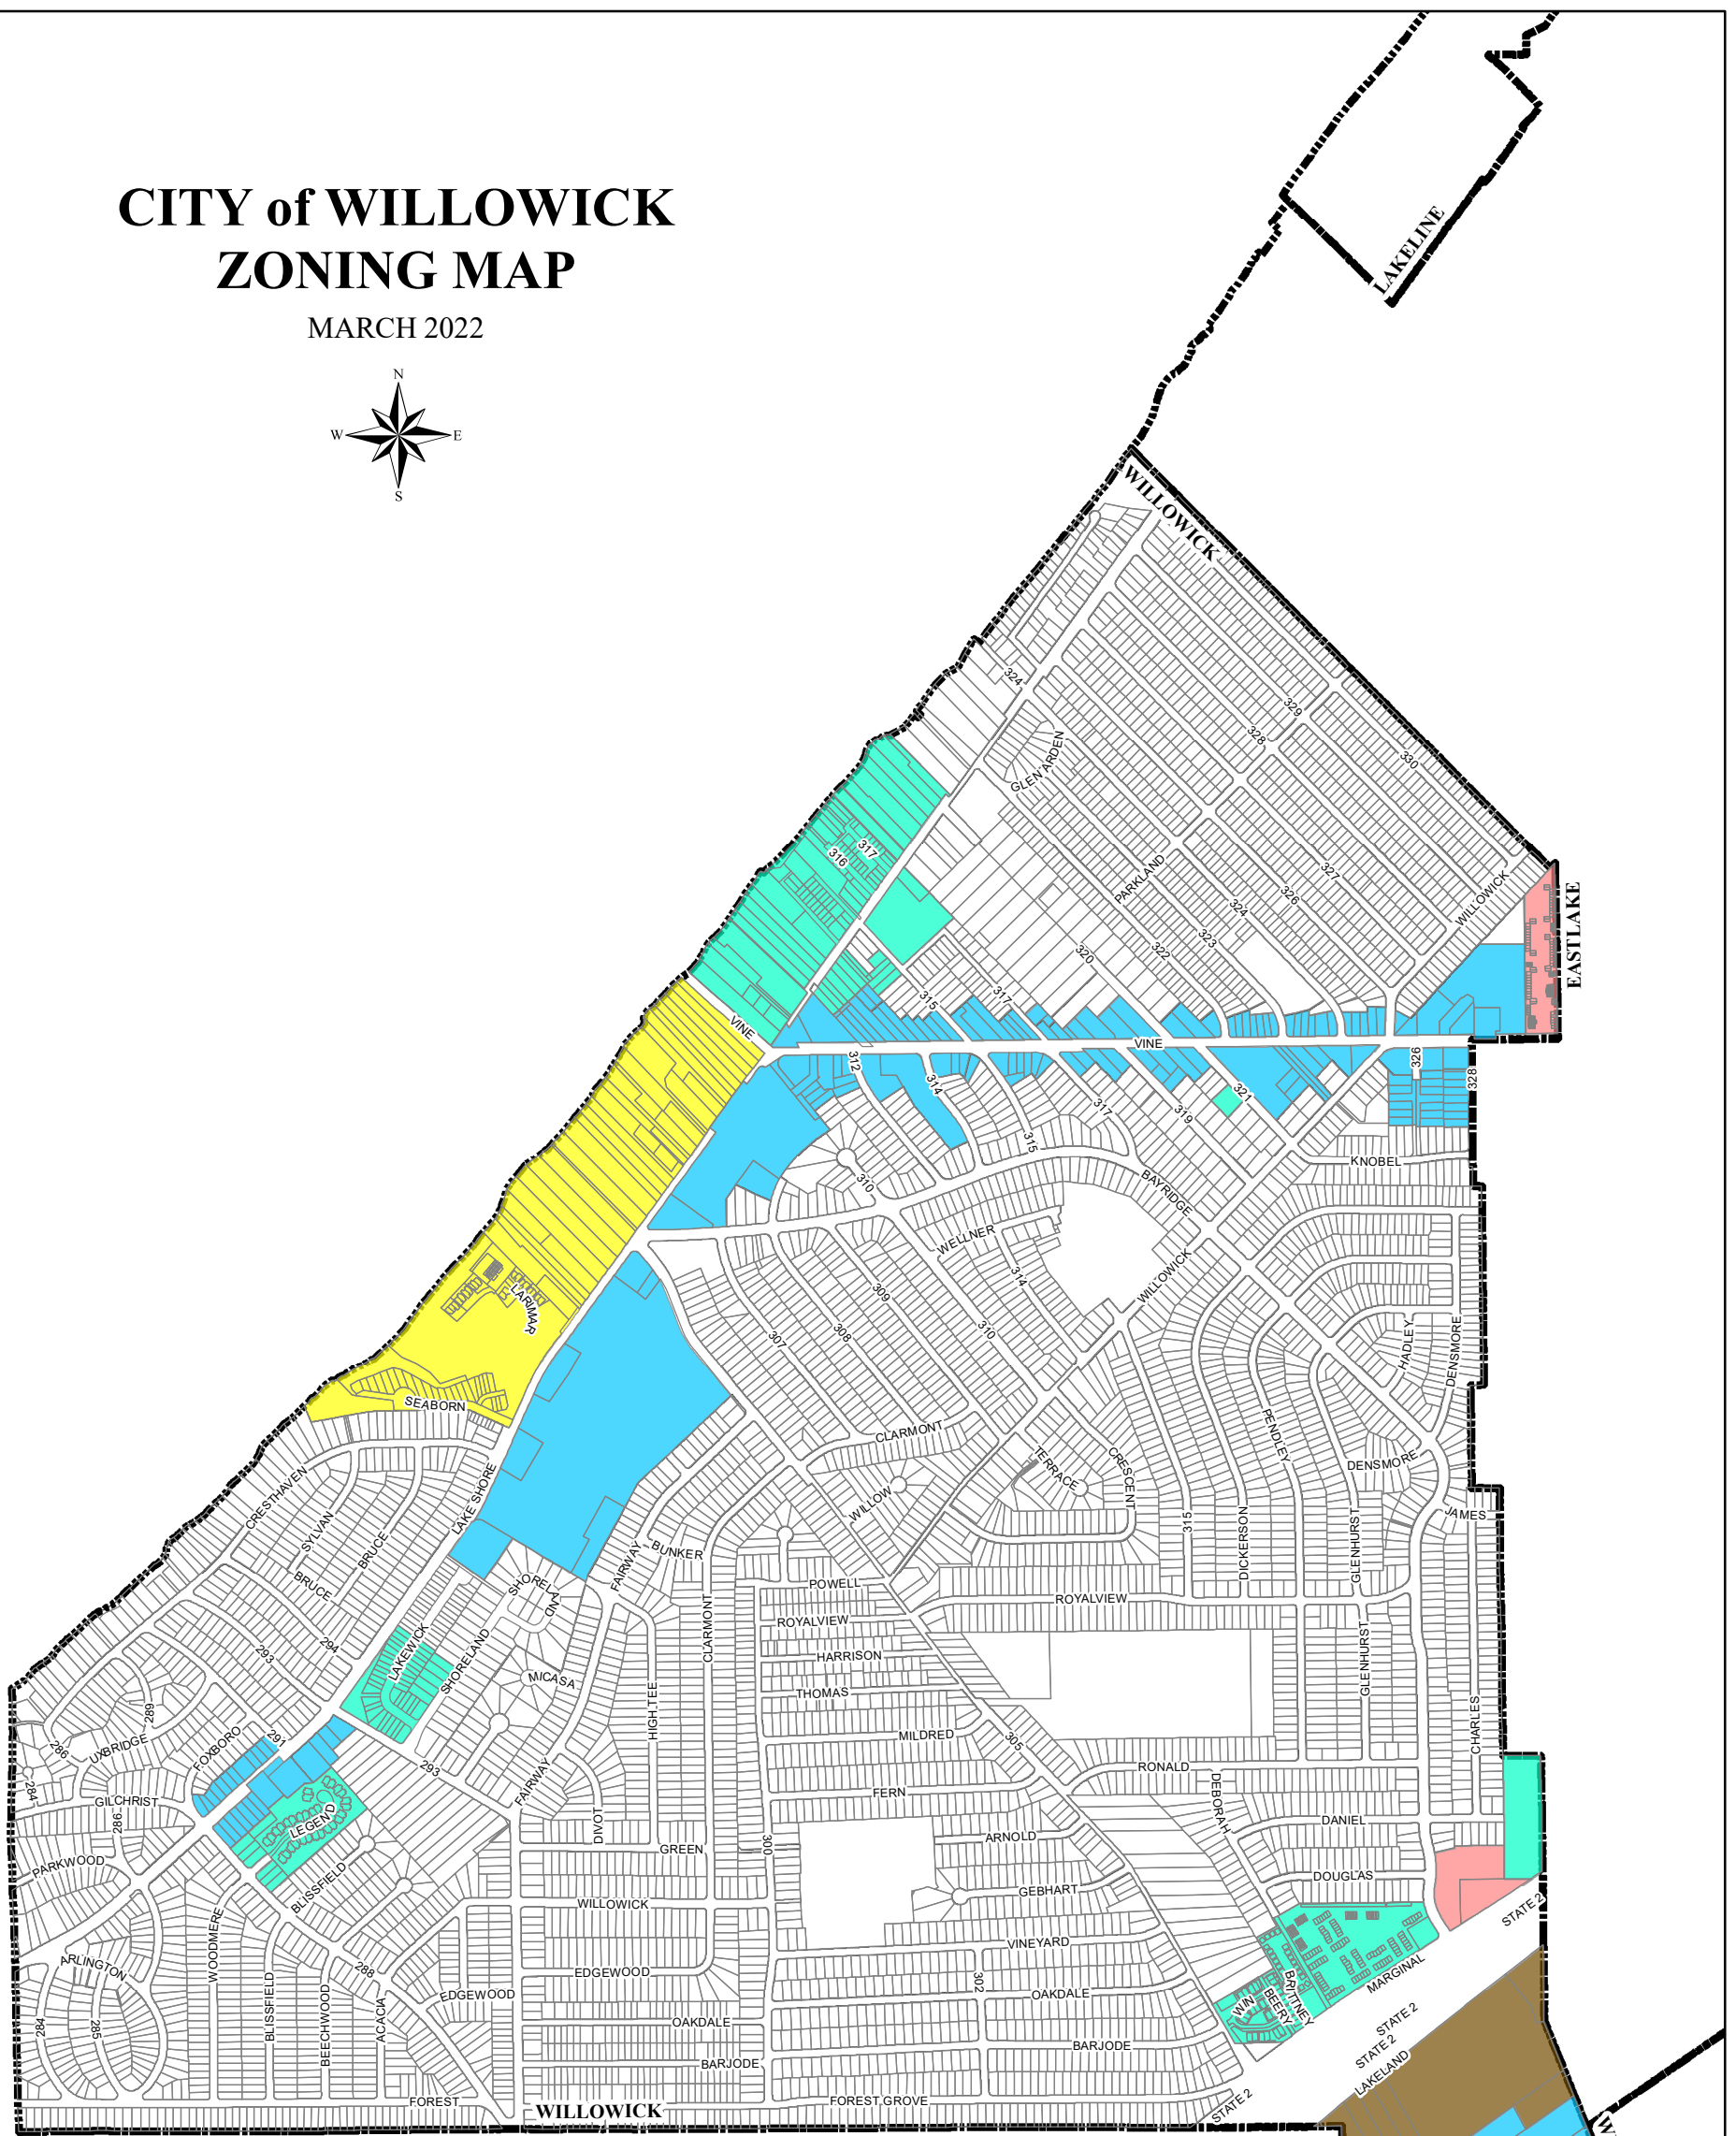 CITY of WILLOWICK
ZONING MAP
MARCH 2022
N
W
E
S
LAKELINE
WILLOWICK
324
329
328
330
GLEN ARDEN
317
316
PARKLAND
327
326
324
323
322
320
WILLOWICK
EASTLAKE
315
317
VINE
VINE
312
314
326
328
321
319
317
315
310
KNOBEL
BAYRIDGE
WELLNER
314
WILLOWICK
309
308
310
307
LARIMAR
SEABORN
HADLEY
DENSMORE
CLARMONT
PENDLEY
TERRACE
CRESCENT
DENSMORE
CRESTHAVEN
LAKE SHORE
SYLVAN
BRUCE
BRUCE
WILLOW
315
DICKERSON
GLENHURST
JAMES
BUNKER
FAIRWAY
SHORELAND
POWELL
ROYALVIEW
ROYALVIEW
CLARMONT
GLENHURST
294
293
LAKEWICK
SHORELAND
HARRISON
MICASA
THOMAS
HIGH TEE
MILDRED
305
CHARLES
289
286
UXBRIDGE
FOXBORO
291
293
FAIRWAY
RONALD
DEBORAH
284
GILCHRIST
286
LEGEND
FERN
DIVOT
GREEN
300
ARNOLD
DANIEL
PARKWOOD
BLISSFIELD
DOUGLAS
GEBHART
WILLOWICK
STATE 2
WOODMERE
VINEYARD
ARLINGTON
288
EDGEWOOD
302
MARGINAL
EDGEWOOD
OAKDALE
BRITTNEY
WIN
BEERY
284
285
BLISSFIELD
BEECHWOOD
ACACIA
OAKDALE
STATE 2
STATE 2
BARJODE
BARJODE
LAKELAND
FOREST
WILLOWICK
FOREST GROVE
STATE 2
W